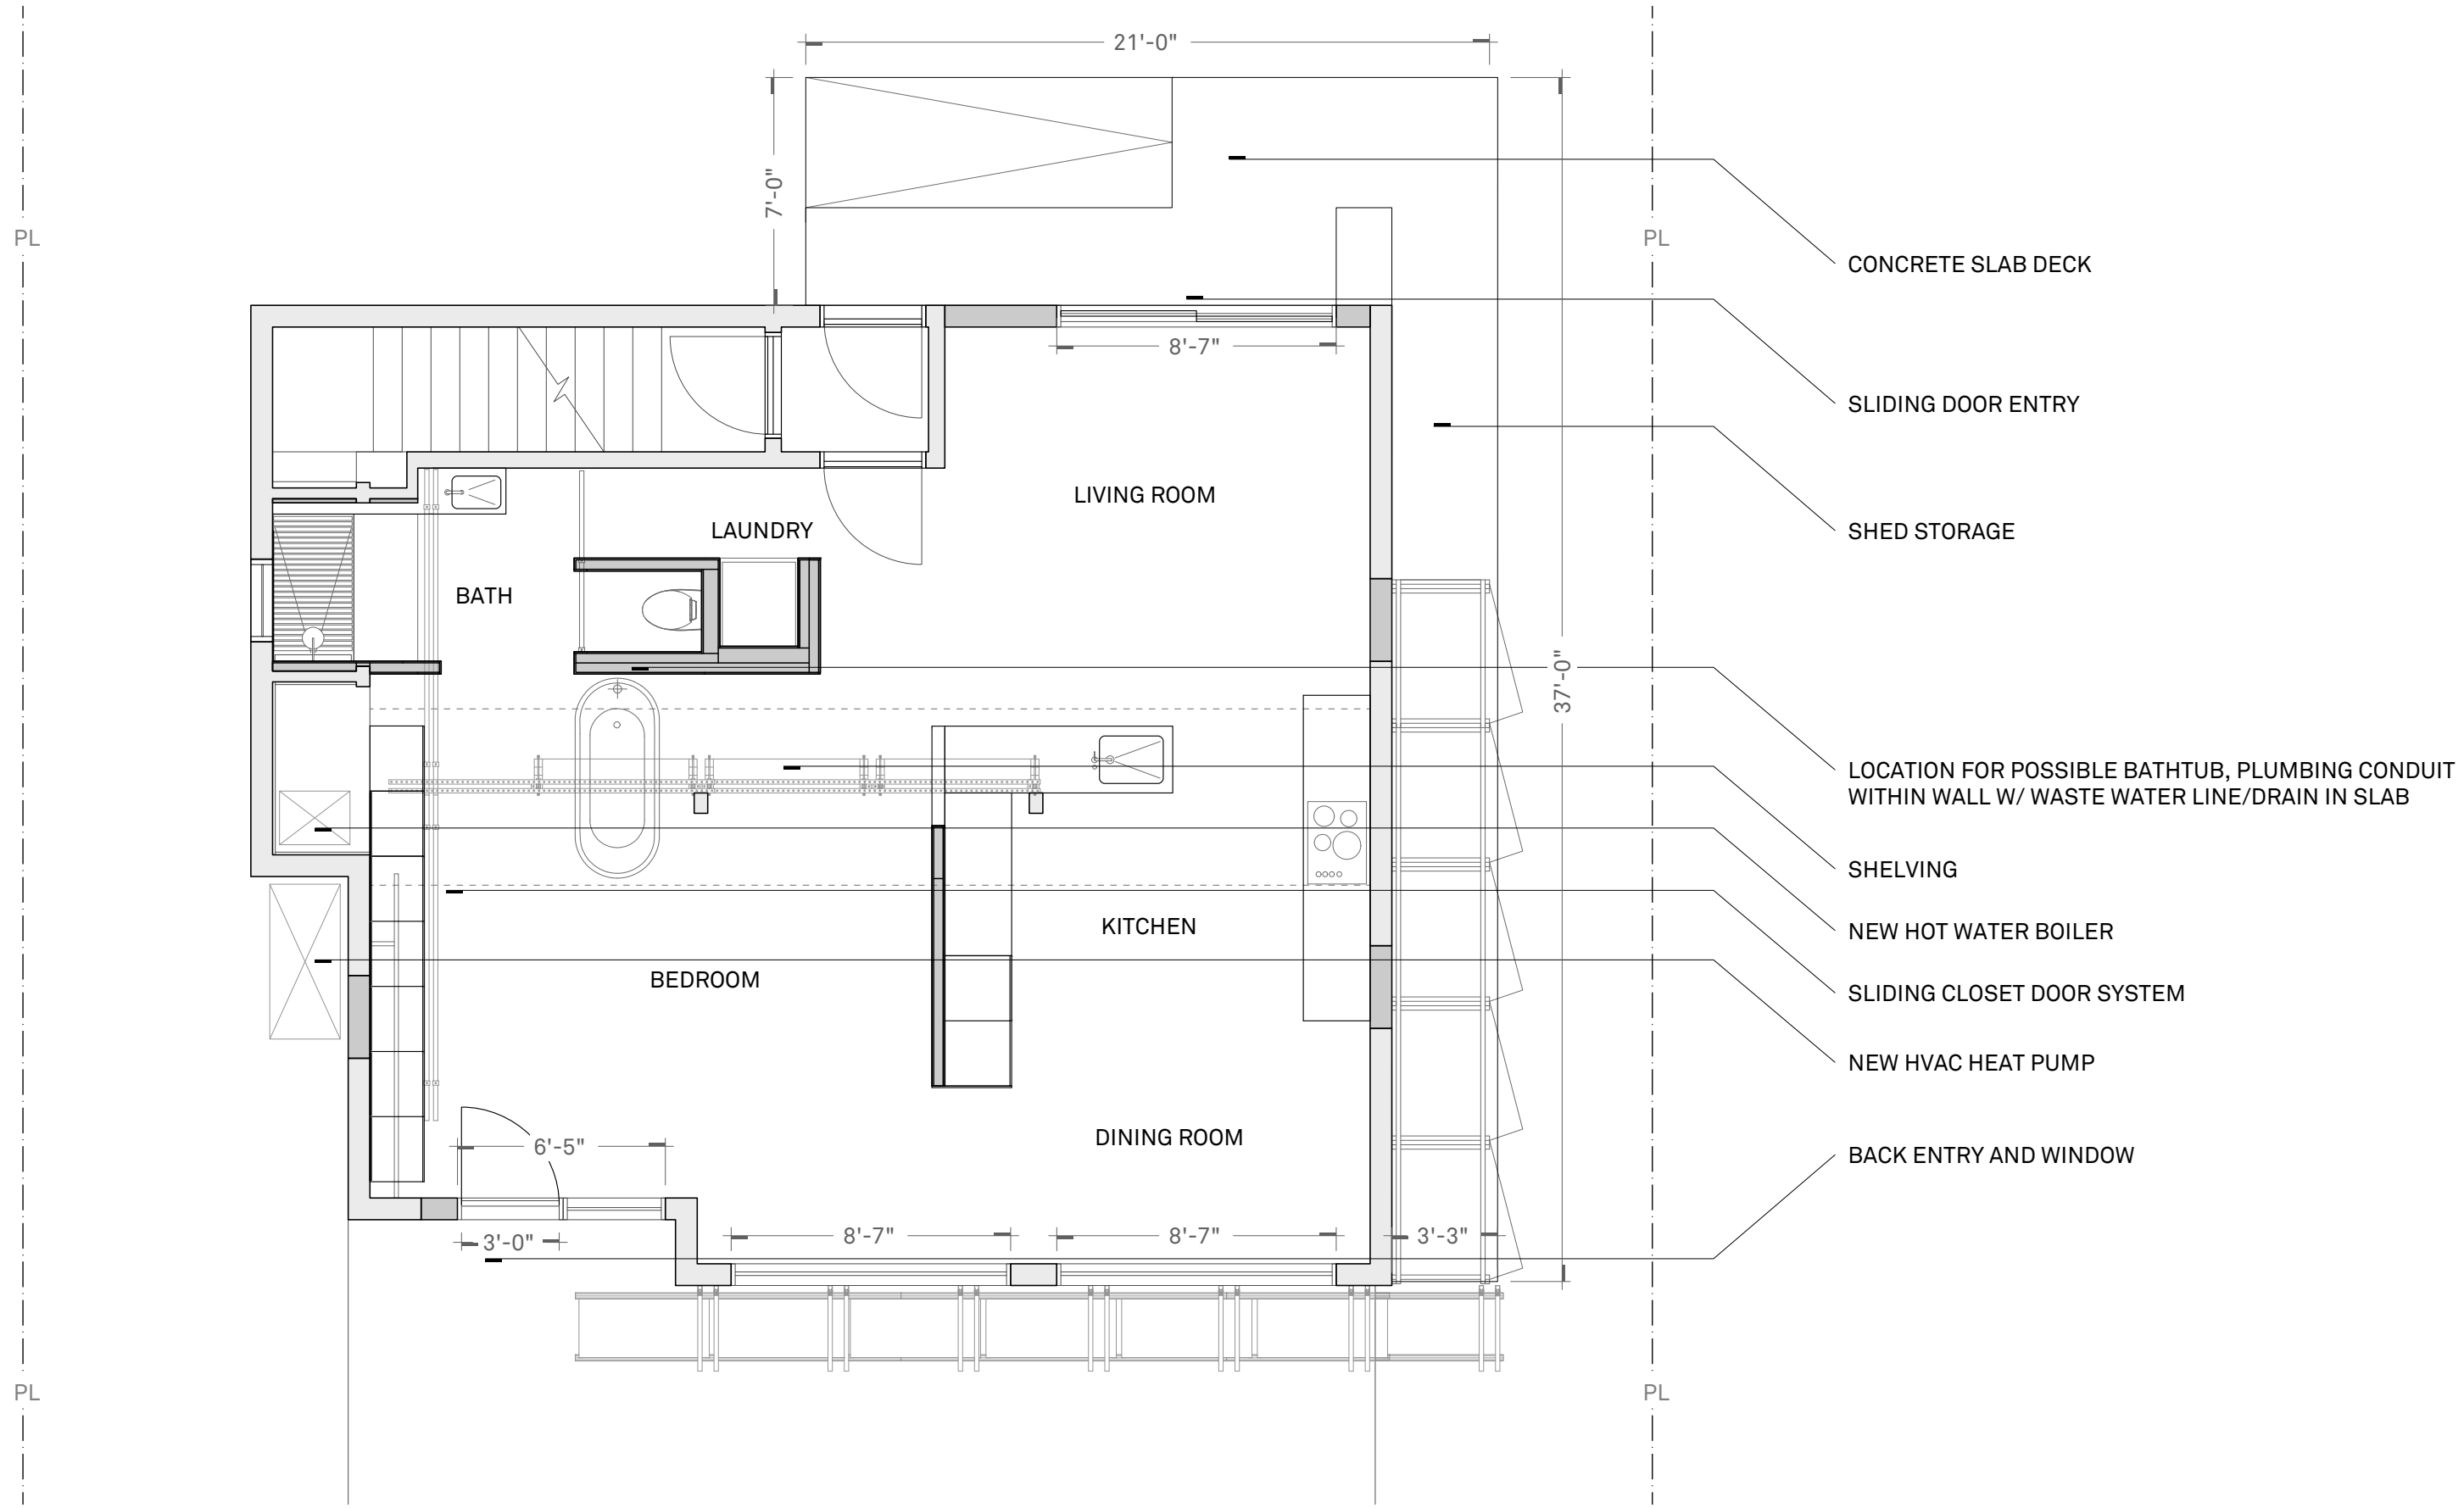 21'-0"
7'-0"
PL
PL
CONCRETE SLAB DECK
8'-7"
SLIDING DOOR ENTRY
LIVING ROOM
LAUNDRY
SHED STORAGE
BATH
37'-0"
LOCATION FOR POSSIBLE BATHTUB, PLUMBING CONDUIT
WITHIN WALL W/ WASTE WATER LINE/DRAIN IN SLAB
SHELVING
KITCHEN
NEW HOT WATER BOILER
BEDROOM
SLIDING CLOSET DOOR SYSTEM
NEW HVAC HEAT PUMP
DINING ROOM
6'-5"
BACK ENTRY AND WINDOW
3'-0"
8'-7"
8'-7"
3'-3"
PL
PL